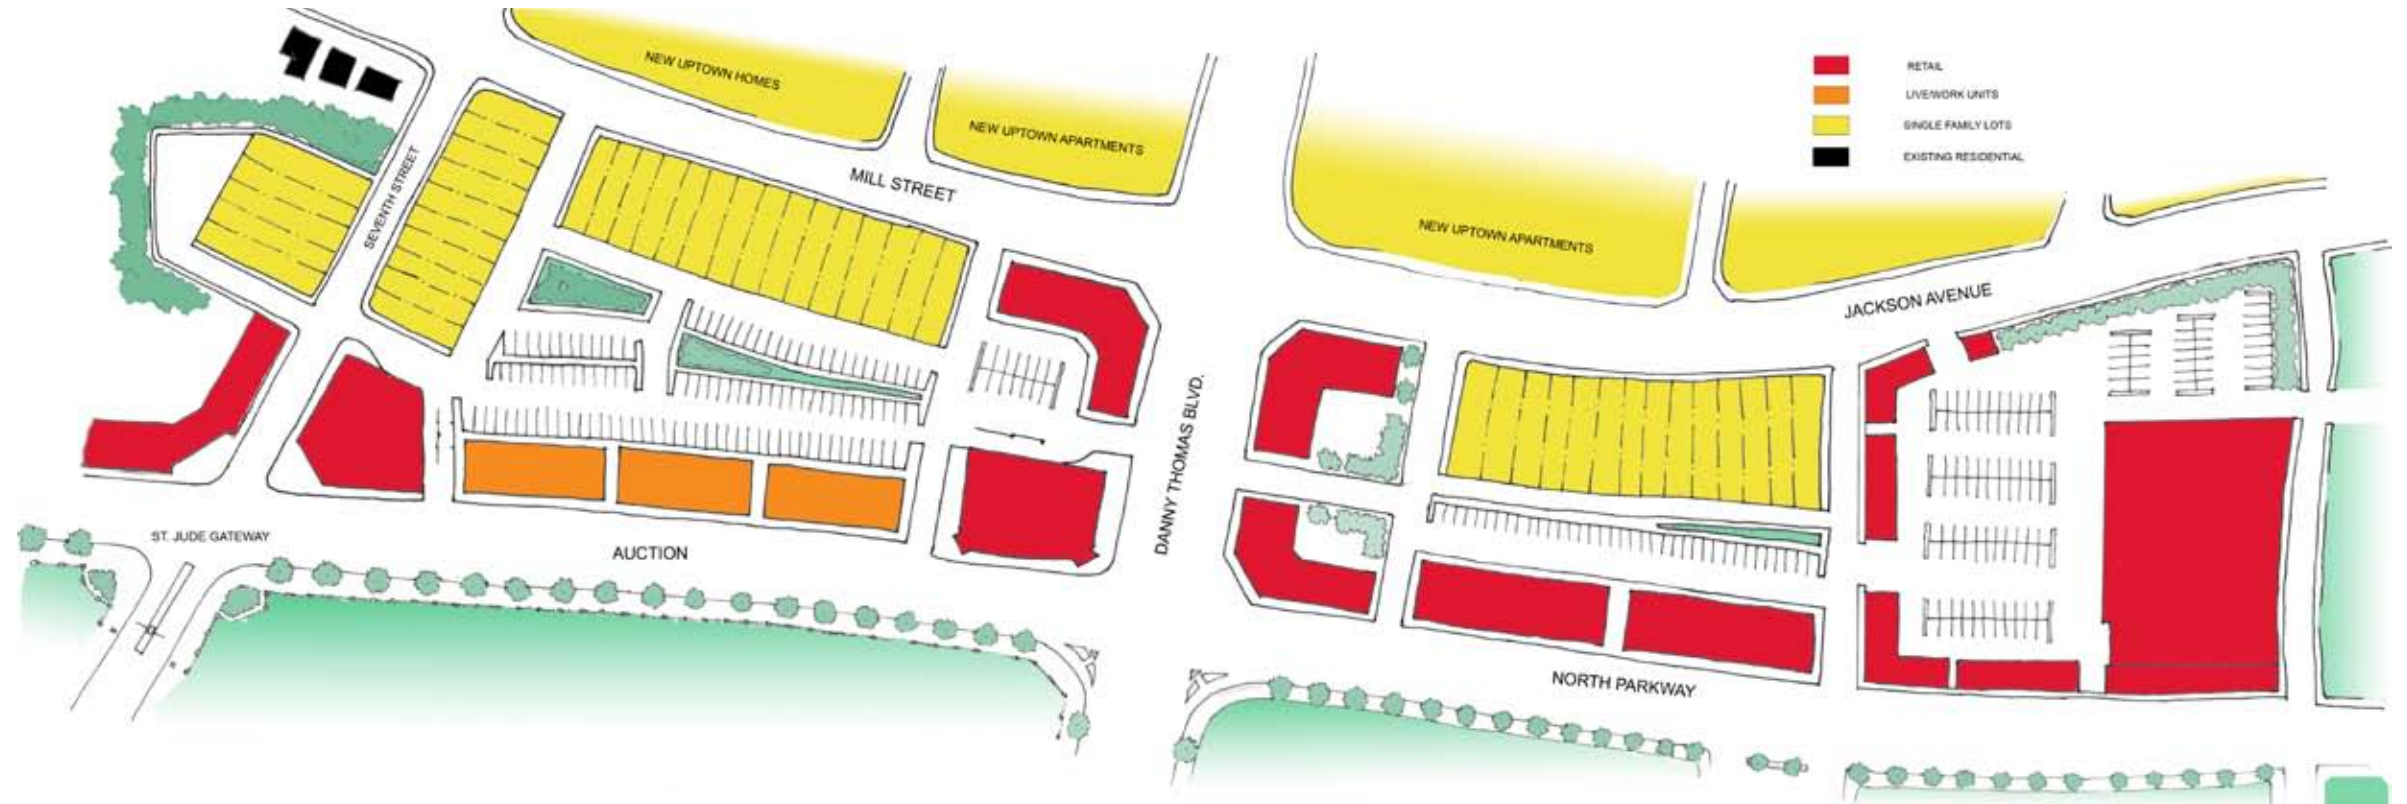 NEW UPTOWN HOMES
NEW UPTOWN APARTMENTS
RETAIL
LIVE/WORK UNITS
SINGLE FAMILY LOTS
EXISTING RESIDENTIAL
SEVENTH STREET
MILL STREET
NEW UPTOWN APARTMENTS
JACKSON AVENUE
DANNY THOMAS BLVD.
ST. JUDE GATEWAY
AUCTION
NORTH PARKWAY